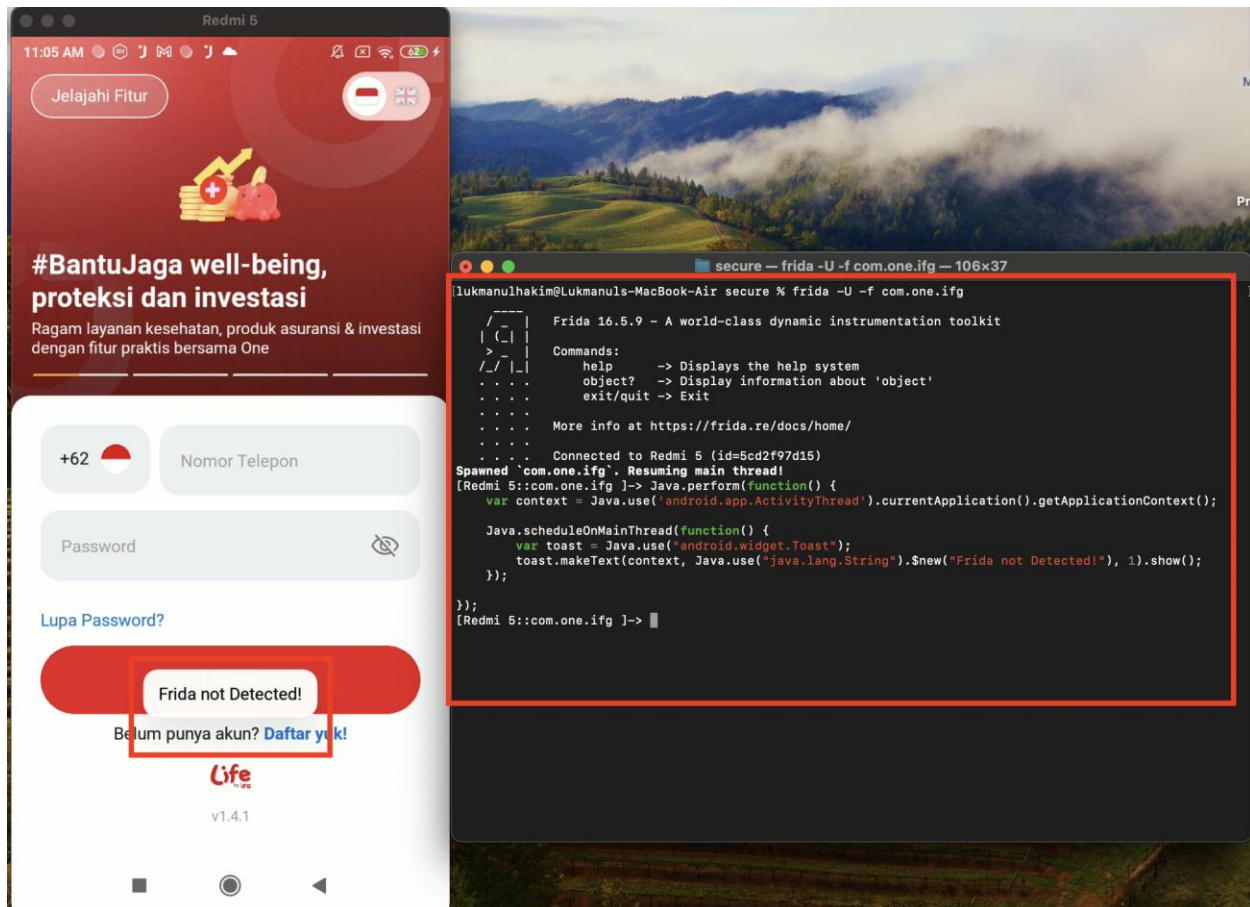 Redmi 5
11:05 AM
62
Jelajahi Fitur
#BantuJaga well-being,
proteksi dan investasi
Ragam layanan kesehatan, produk asuransi & investasi
dengan fitur praktis bersama One
+62
Nomor Telepon
Password
Lupa Password?
Frida not Detected!
Belum punya akun? Daftar yuk!
Life
by IFG
v1.4.1
M
Pr
secure — frida -U -f com.one.ifg — 106×37
[lukmanulhakim@Lukmanuls-MacBook-Air secure % frida -U -f com.one.ifg
     ____
    / _  |   Frida 16.5.9 - A world-class dynamic instrumentation toolkit
   | (_| |
    > _  |   Commands:
   /_/ |_|       help      -> Displays the help system
   . . . .       object?   -> Display information about 'object'
   . . . .       exit/quit -> Exit
   . . . .
   . . . .   More info at https://frida.re/docs/home/
   . . . .
   . . . .   Connected to Redmi 5 (id=5cd2f97d15)
Spawned `com.one.ifg`. Resuming main thread!
[Redmi 5::com.one.ifg ]-> Java.perform(function() {
    var context = Java.use('android.app.ActivityThread').currentApplication().getApplicationContext();
    Java.scheduleOnMainThread(function() {
        var toast = Java.use("android.widget.Toast");
        toast.makeText(context, Java.use("java.lang.String").$new("Frida not Detected!"), 1).show();
    });
});
[Redmi 5::com.one.ifg ]->